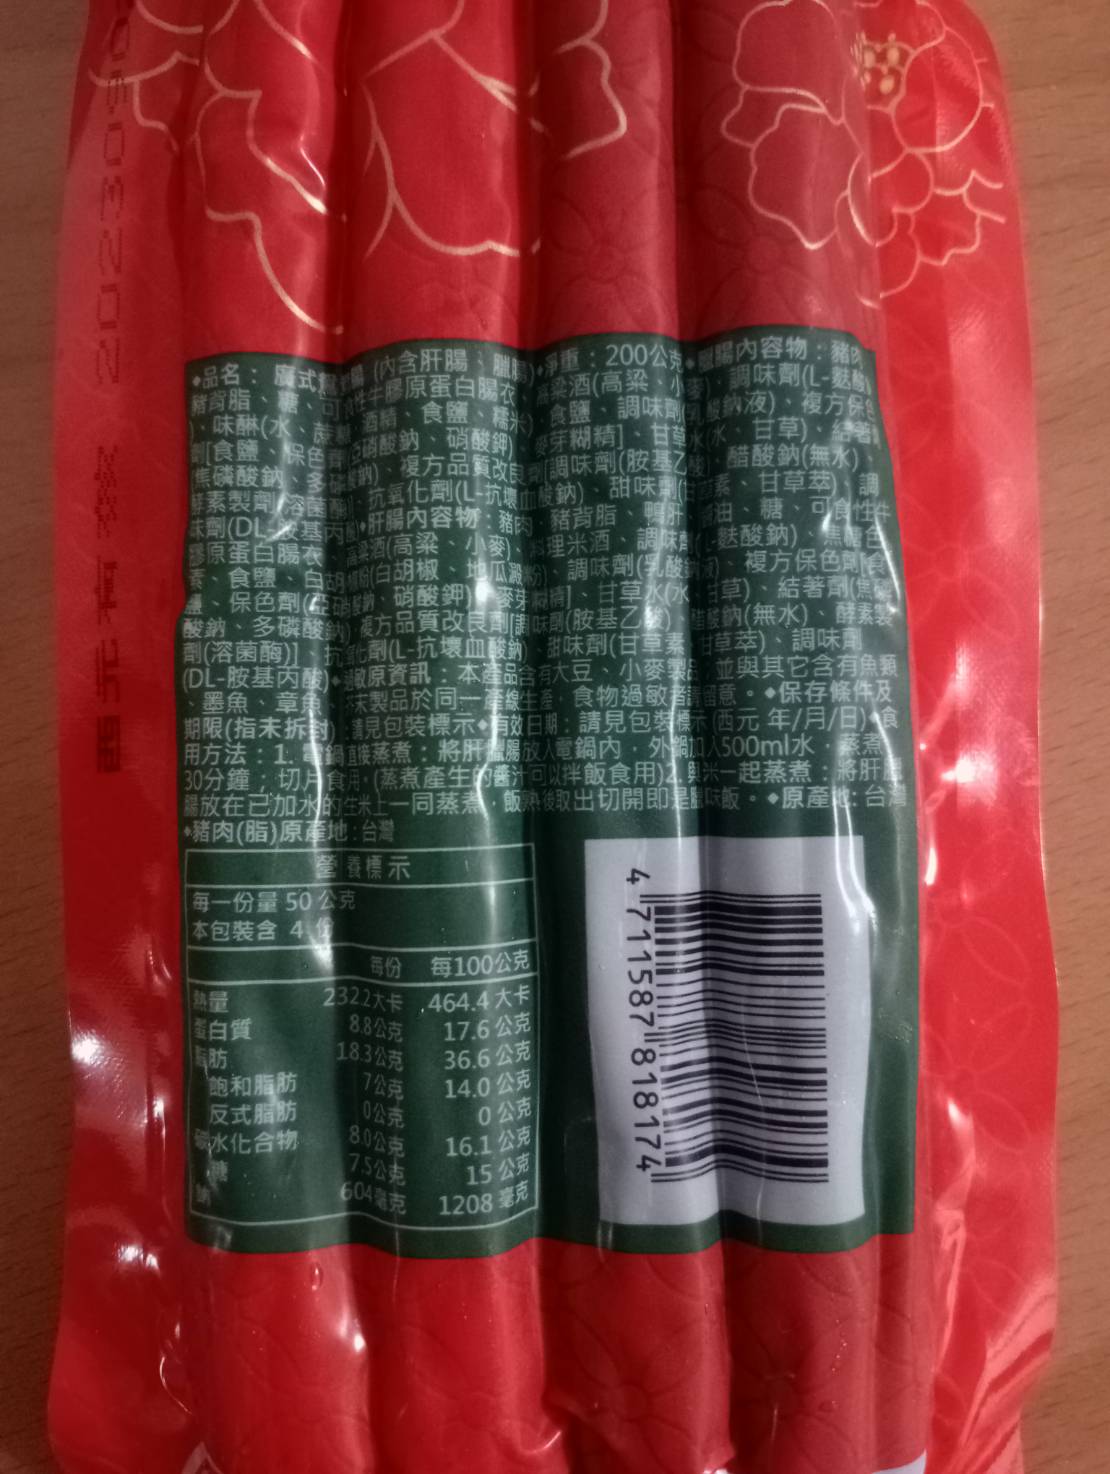 ◆品名：廣式肝臘腸(內含肝腸、臘腸)◆淨重：200公克◆臘腸內容物：豬肉、
豬背脂、糖、可食性牛膠原蛋白腸衣、高梁酒(高粱、小麥)、調味劑(L-麩酸鈉
)、味醂(水、酒精、食鹽、糯米)、食鹽、調味劑(乳酸鈉液)、複方保色
劑[食鹽、保色劑(亞硝酸鈉、硝酸鉀)、麥芽糊精]、甘草水(水、甘草)、結著劑
焦磷酸鈉、多磷酸鈉)、複方品質改良劑[調味劑(胺基乙酸)、醋酸鈉(無水)、
酵素製劑(溶菌酶)]、抗氧化劑(L-抗壞血酸鈉)、甜味劑(甘草素、甘草萃)、調
味劑(DL-胺基丙酸)◆肝腸內容物：豬肉、豬背脂、鴨肝、醬油、糖、可食性牛
膠原蛋白腸衣、高梁酒(高粱、小麥)、料理米酒、調味劑(L-麩酸鈉)、焦糖色
素、食鹽、白胡椒粉(白胡椒、地瓜澱粉)、調味劑(乳酸鈉液)、複方保色劑[食
鹽、保色劑(亞硝酸鈉、硝酸鉀)、麥芽糊精]、甘草水(水、甘草)、結著劑(焦磷
酸鈉、多磷酸鈉)、複方品質改良劑[調味劑(胺基乙酸)、醋酸鈉(無水)、酵素製
劑(溶菌酶)]、抗氧化劑(L-抗壞血酸鈉)、甜味劑(甘草素、甘草萃)、調味劑
(DL-胺基丙酸)◆過敏原資訊：本產品含有大豆、小麥製品，並與其它含有魚類
、墨魚、章魚 製品於同一產線生產，食物過敏者請留意。◆保存條件及
期限(指未拆封)：請見包裝標示◆有效日期：請見包裝標示(西元 年/月/日)◆食
用方法：1. 電鍋直接蒸煮：將肝臘腸放入電鍋內，外鍋加入500ml水，蒸煮
30分鐘，切片食用。(蒸煮產生的醬汁可以拌飯食用)2.與米一起蒸煮：將肝臘
腸放在已加水的生米上一同蒸煮，飯熟後取出切開即是臘味飯。◆原產地：台灣
◆豬肉(脂)原產地：台灣
營養標示
每一份量 50 公克
本包裝含 4 份
每份 每100公克
熱量 232.2大卡 464.4 大卡
蛋白質 8.8公克 17.6 公克
脂肪 18.3公克 36.6 公克
飽和脂肪 7公克 14.0 公克
反式脂肪 0公克 0 公克
碳水化合物 8.0公克 16.1 公克
糖 7.5公克 15 公克
鈉 604毫克 1208 毫克
4 711587 818174